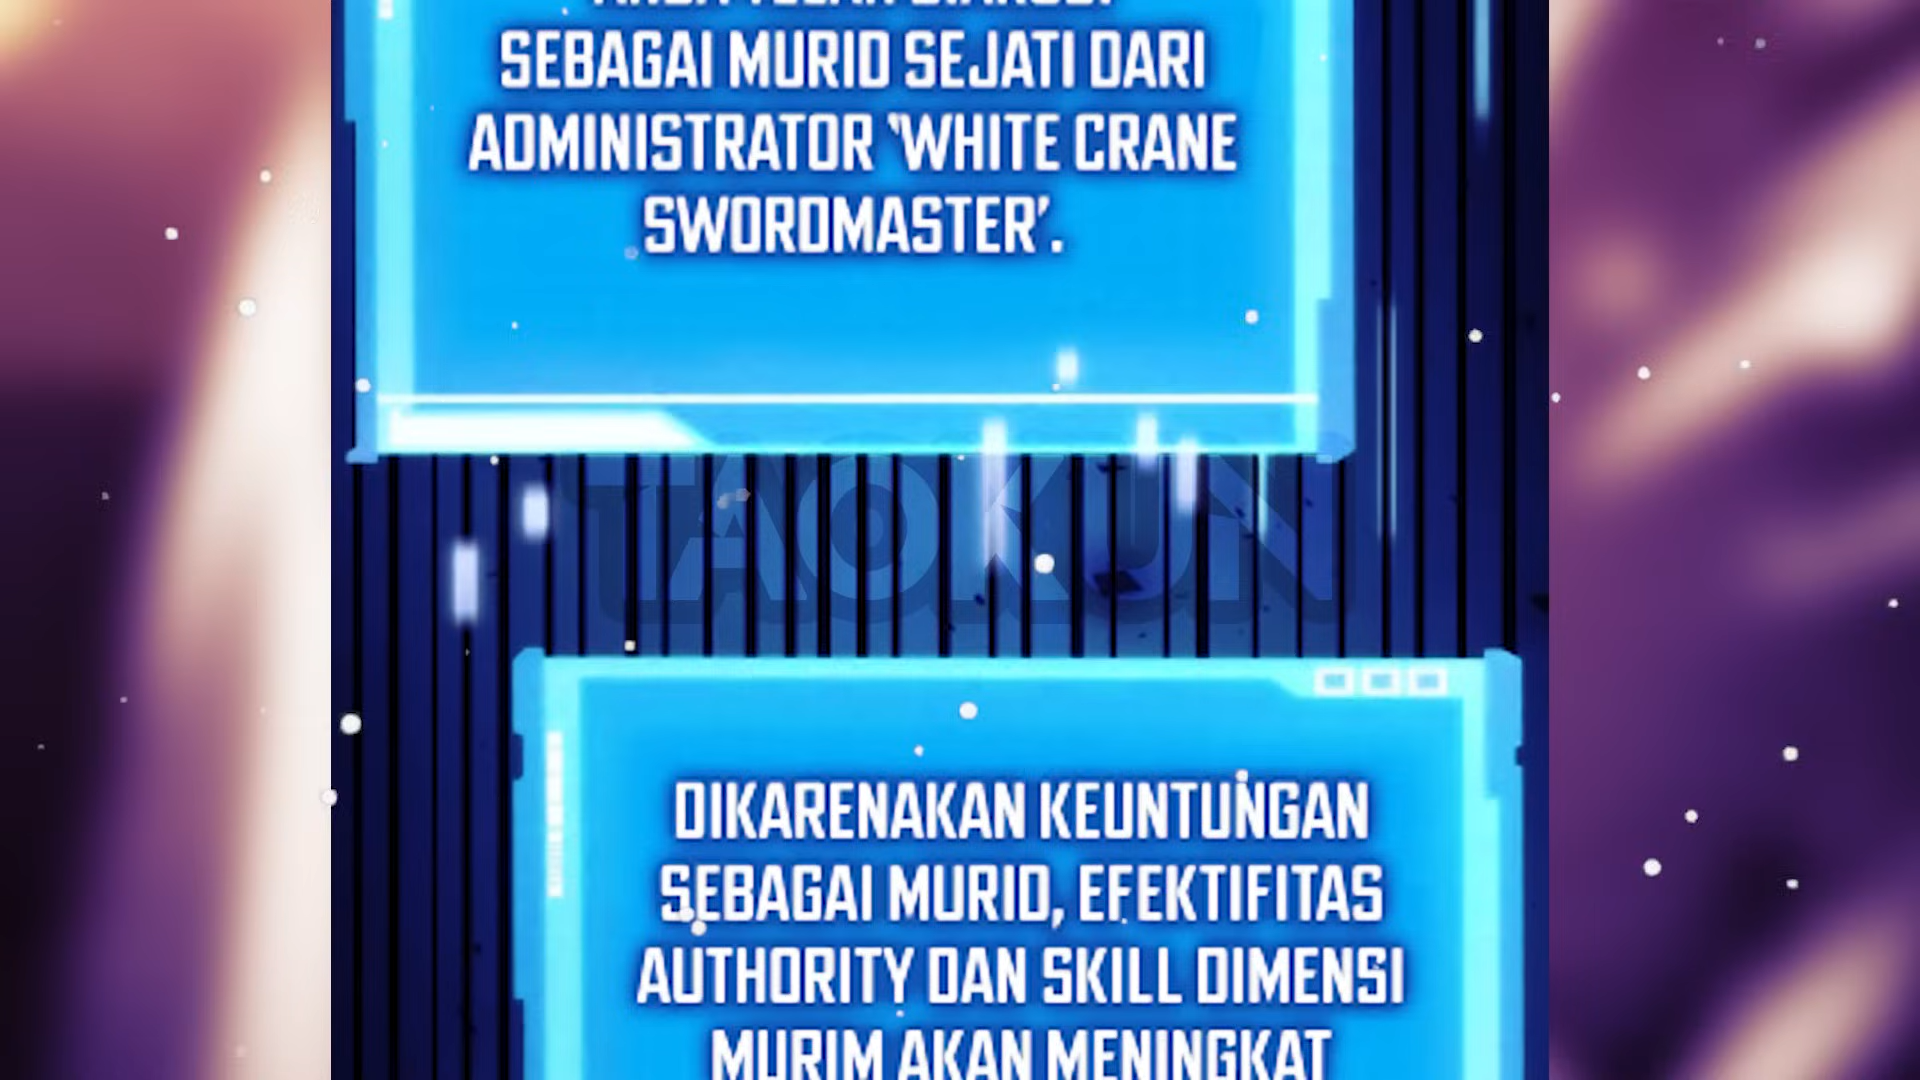 SEBAGAI MURID SEJATI DARI
ADMINISTRATOR 'WHITE CRANE
SWORDMASTER'.
TAOKUN
DIKARENAKAN KEUNTUNGAN
SEBAGAI MURID, EFEKTIFITAS
AUTHORITY DAN SKILL DIMENSI
MURIM AKAN MENINGKAT